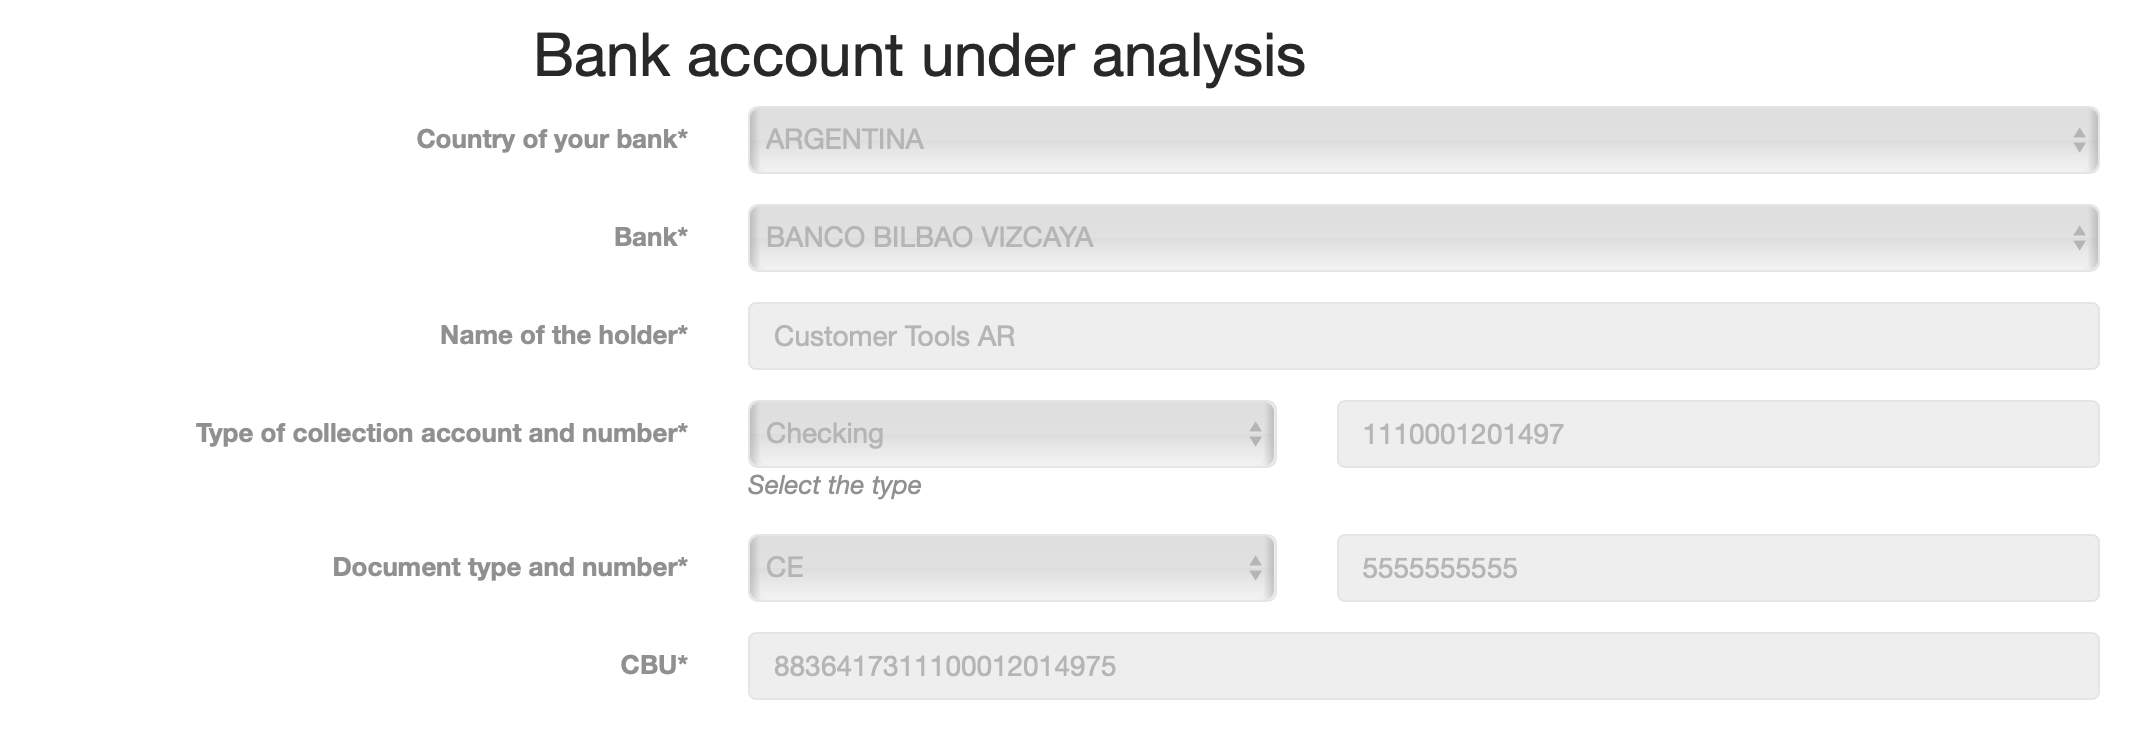 Bank account under analysis
Country of your bank* ARGENTINA
Bank* BANCO BILBAO VIZCAYA
Name of the holder* Customer Tools AR
Type of collection account and number* Checking 1110001201497
Select the type
Document type and number* CE 5555555555
CBU* 8836417311100012014975